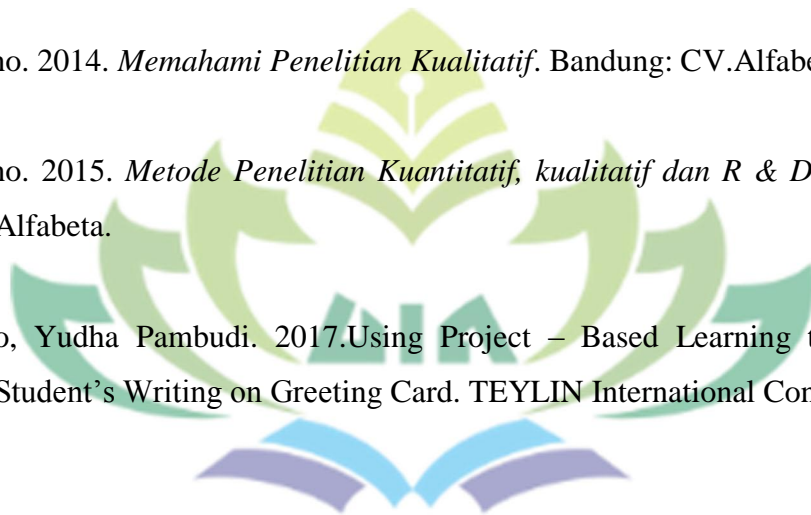 no. 2014. Memahami Penelitian Kualitatif. Bandung: CV.Alfabe
no. 2015. Metode Penelitian Kuantitatif, kualitatif dan R & D
Alfabeta.
o, Yudha Pambudi. 2017.Using Project – Based Learning t
Student’s Writing on Greeting Card. TEYLIN International Con